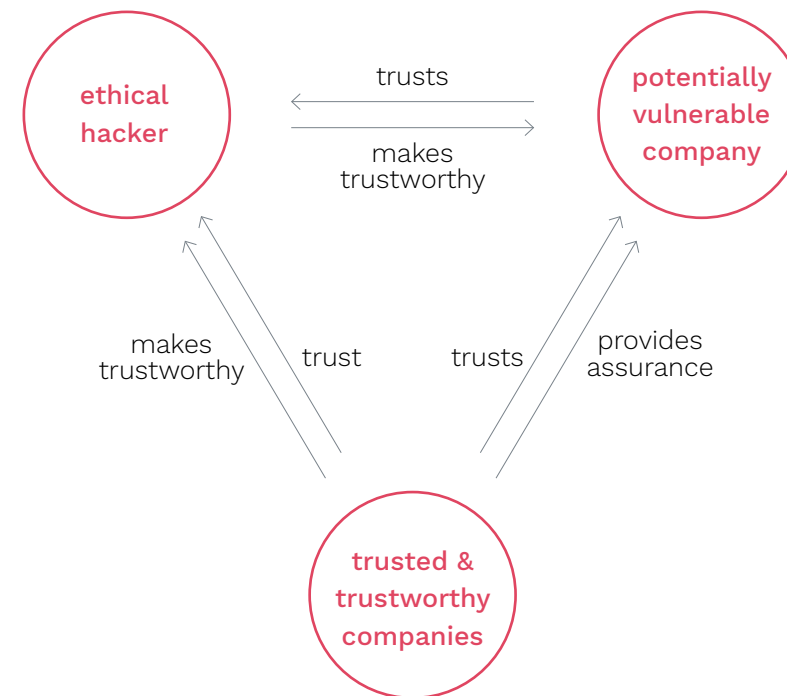 ethical
hacker
trusts
makes
trustworthy
potentially
vulnerable
company
makes
trustworthy
trust
trusts
provides
assurance
trusted &
trustworthy
companies